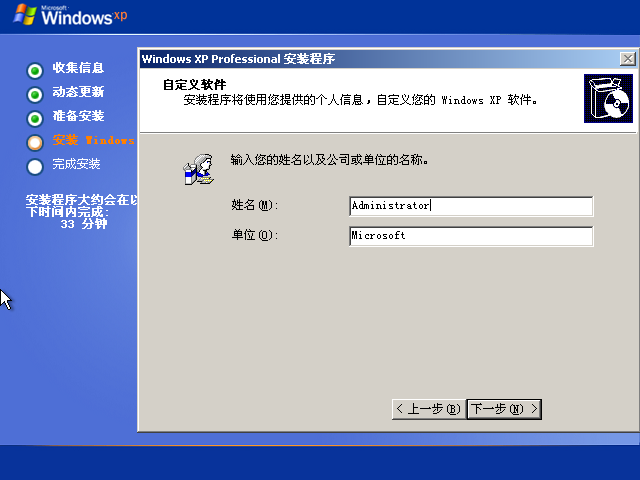 Microsoft
Windows xp
收集信息
动态更新
准备安装
安装 Windows
完成安装
安装程序大约会在以
下时间内完成:
33 分钟
Windows XP Professional 安装程序
自定义软件
安装程序将使用您提供的个人信息，自定义您的 Windows XP 软件。
输入您的姓名以及公司或单位的名称。
姓名(M):
Administrator
单位(O):
Microsoft
< 上一步(B)
下一步(N) >